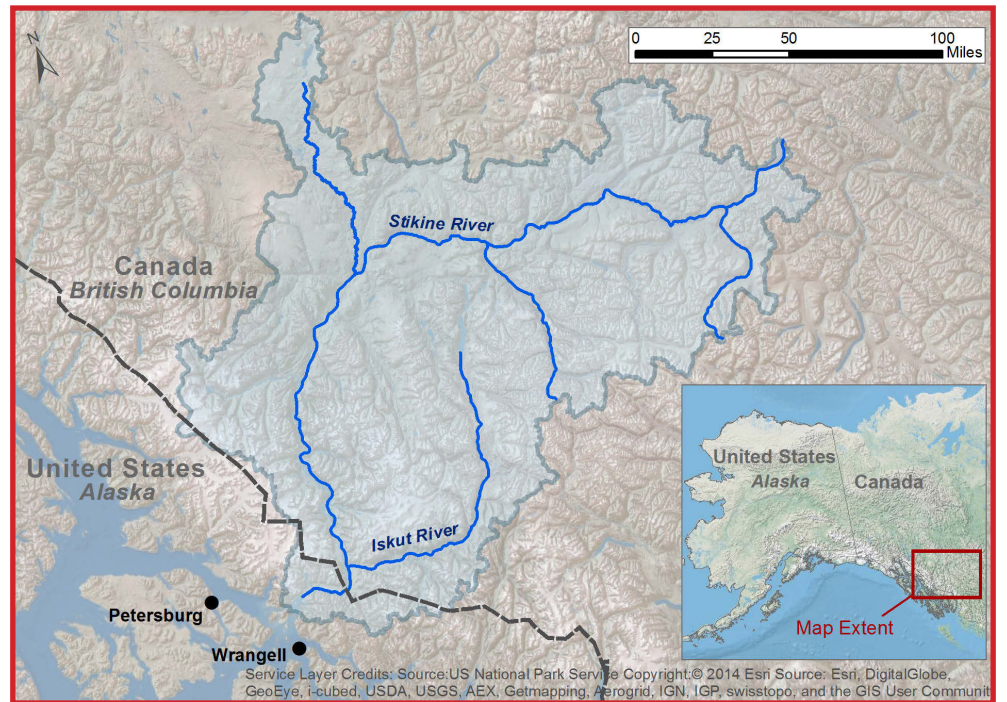 N
0 25 50 100
Miles
Stikine River
Canada
British Columbia
United States
Alaska
Iskut River
Petersburg
Wrangell
United States
Alaska
Canada
Map Extent
Service Layer Credits: Source:US National Park Service Copyright:© 2014 Esri Source: Esri, DigitalGlobe,
GeoEye, i-cubed, USDA, USGS, AEX, Getmapping, Aerogrid, IGN, IGP, swisstopo, and the GIS User Communit